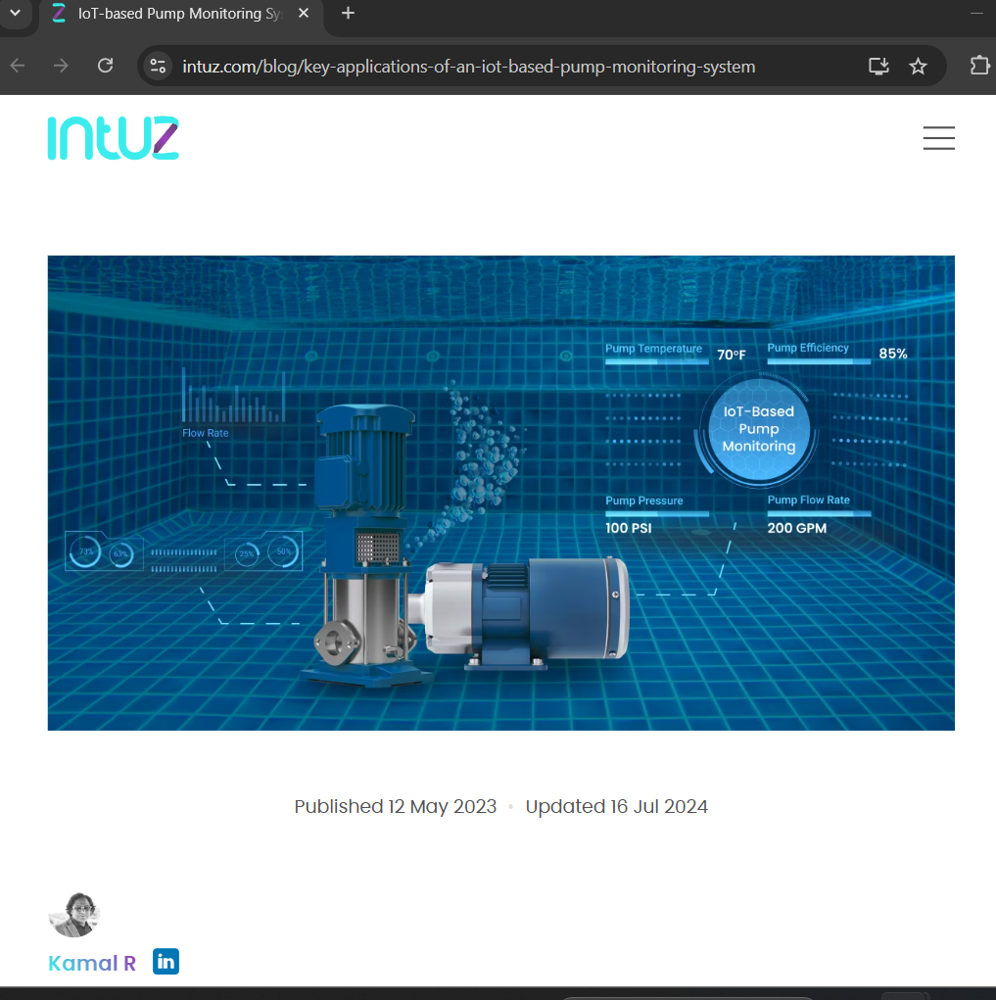 IoT-based Pump Monitoring Sy
intuz.com/blog/key-applications-of-an-iot-based-pump-monitoring-system
INTUZ
Pump Temperature 70°F Pump Efficiency 85%
IoT-Based
Pump
Monitoring
Flow Rate
Pump Pressure Pump Flow Rate
100 PSI 200 GPM
73% 63% 25% 50%
Published 12 May 2023 • Updated 16 Jul 2024
Kamal R in